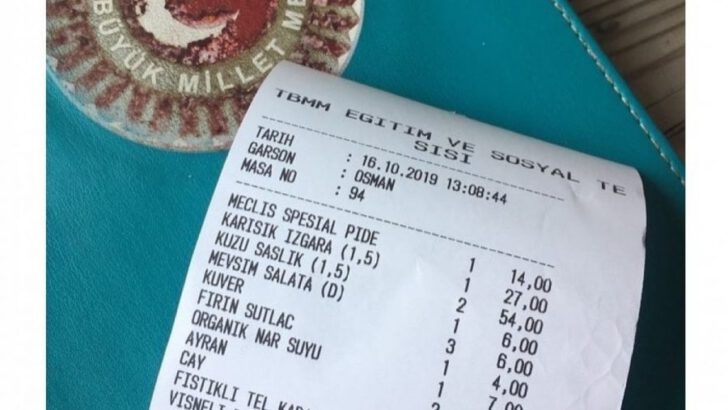 BÜYÜK MİLLET ME
TBMM EGITIM VE SOSYAL TE
SISI
TARIH : 16.10.2019 13:08:44
GARSON : OSMAN
MASA NO : 94
MECLIS SPESIAL PIDE 1 14,00
KARISIK IZGARA (1,5) 1 27,00
KUZU SASLIK (1,5) 2 54,00
MEVSIM SALATA (D) 1 6,00
KUVER 3 6,00
FIRIN SUTLAC 1 4,00
ORGANIK NAR SUYU 1 7,00
AYRAN
CAY
FISTIKLI TEL
VISNELI